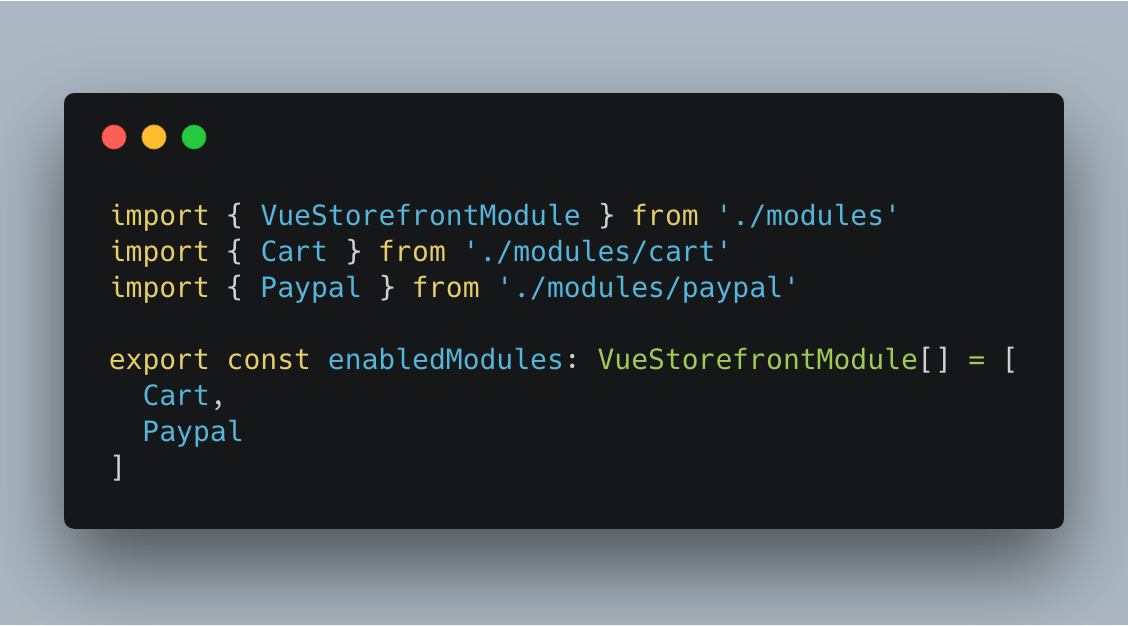 import { VueStorefrontModule } from './modules'
import { Cart } from './modules/cart'
import { Paypal } from './modules/paypal'

export const enabledModules: VueStorefrontModule[] = [
  Cart,
  Paypal
]